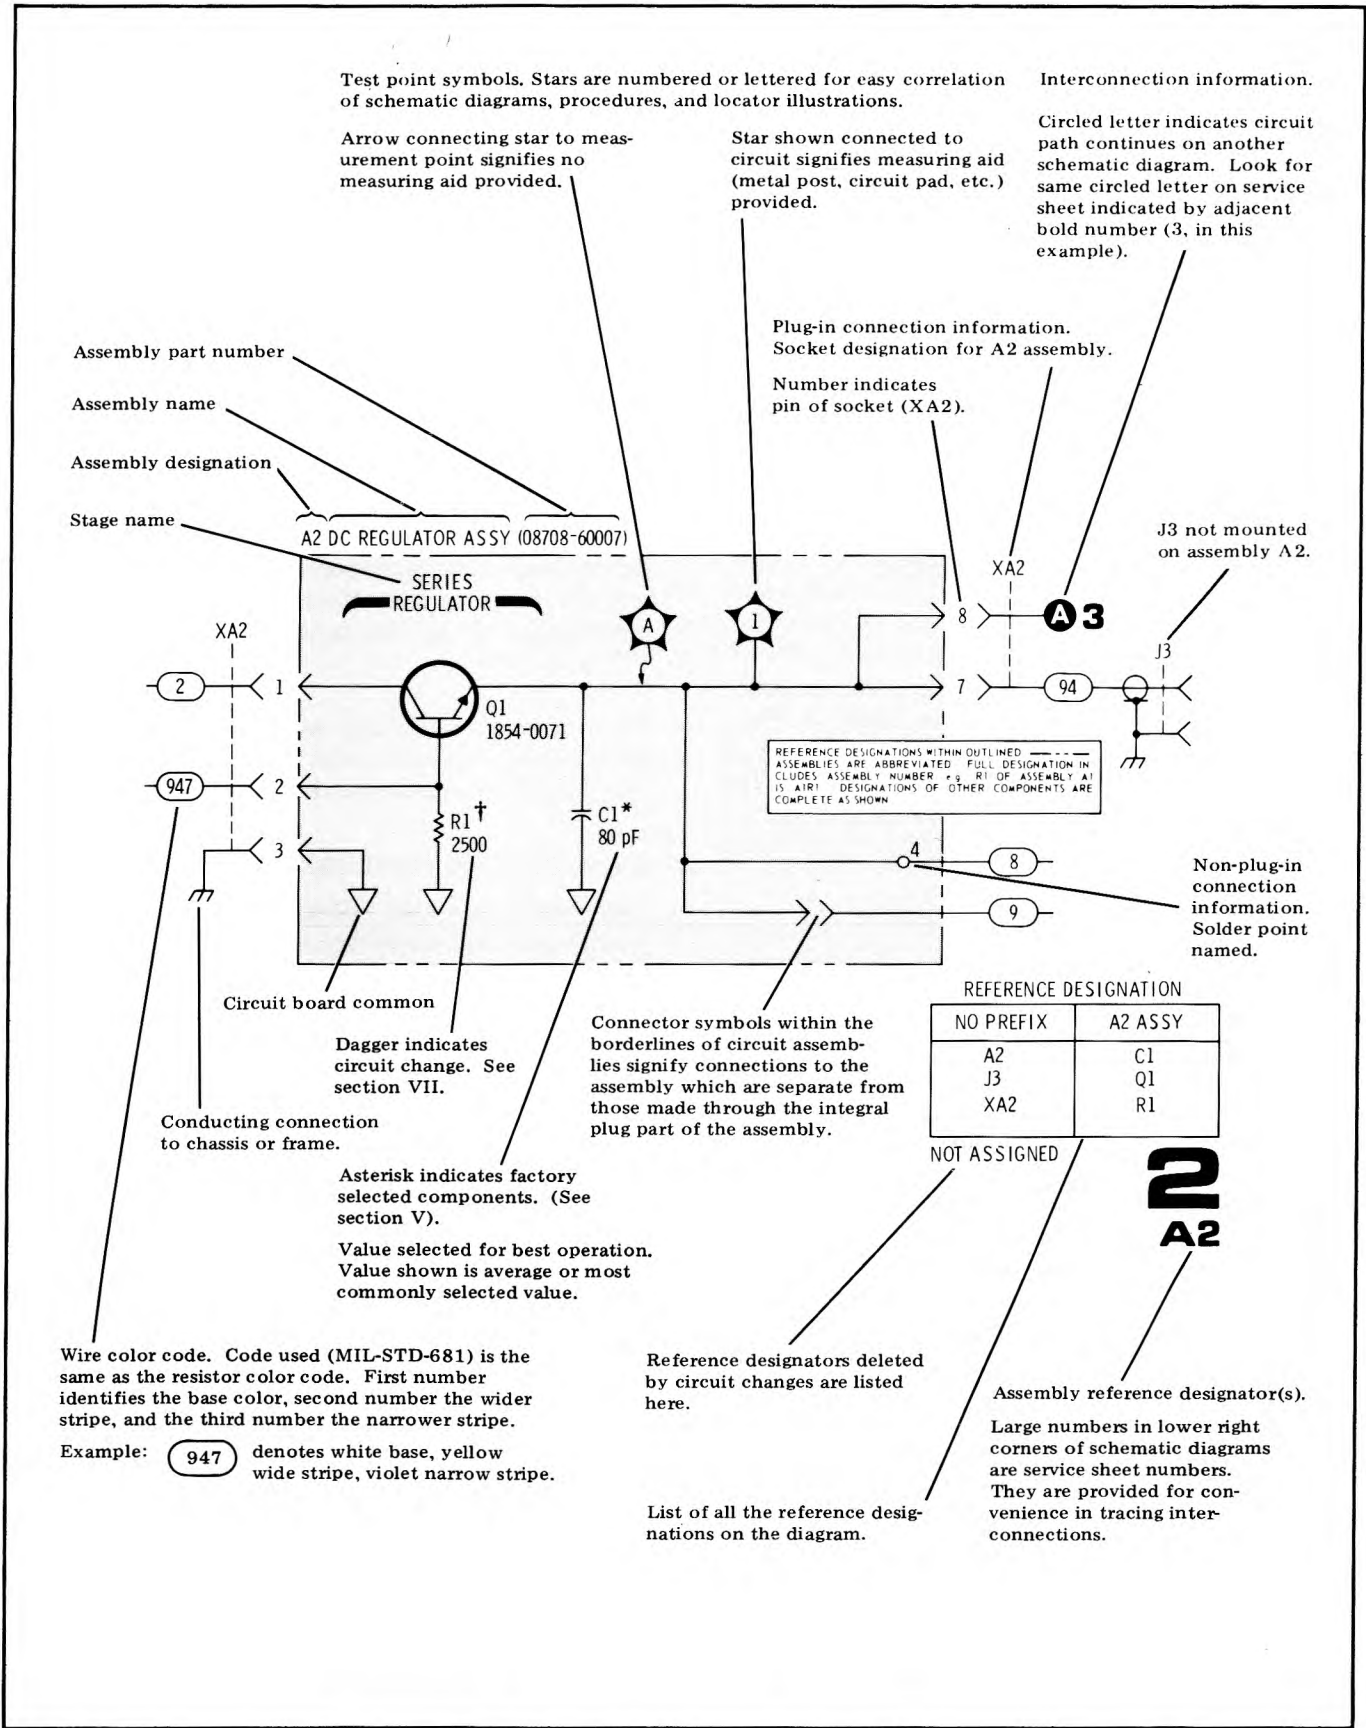 Test point symbols. Stars are numbered or lettered for easy correlation
of schematic diagrams, procedures, and locator illustrations.
Interconnection information.
Arrow connecting star to meas-
urement point signifies no
measuring aid provided.
Star shown connected to
circuit signifies measuring aid
(metal post, circuit pad, etc.)
provided.
Circled letter indicates circuit
path continues on another
schematic diagram. Look for
same circled letter on service
sheet indicated by adjacent
bold number (3, in this
example).
Plug-in connection information.
Socket designation for A2 assembly.
Number indicates
pin of socket (XA2).
Assembly part number
Assembly name
Assembly designation
Stage name
A2 DC REGULATOR ASSY (08708-60007)
J3 not mounted
on assembly A2.
SERIES
REGULATOR
XA2
XA2
A
1
8
A 3
J3
2
1
7
94
Q1
1854-0071
REFERENCE DESIGNATIONS WITHIN OUTLINED
ASSEMBLIES ARE ABBREVIATED FULL DESIGNATION IN
CLUDES ASSEMBLY NUMBER e g R1 OF ASSEMBLY A1
IS A1R1 DESIGNATIONS OF OTHER COMPONENTS ARE
COMPLETE AS SHOWN
947
2
R1†
2500
C1*
80 pF
3
4
8
9
Non-plug-in
connection
information.
Solder point
named.
Circuit board common
Dagger indicates
circuit change. See
section VII.
Conducting connection
to chassis or frame.
Asterisk indicates factory
selected components. (See
section V).
Value selected for best operation.
Value shown is average or most
commonly selected value.
Connector symbols within the
borderlines of circuit assemb-
lies signify connections to the
assembly which are separate from
those made through the integral
plug part of the assembly.
REFERENCE DESIGNATION
NO PREFIX A2 ASSY
A2 C1
J3 Q1
XA2 R1
NOT ASSIGNED
2
A2
Wire color code. Code used (MIL-STD-681) is the
same as the resistor color code. First number
identifies the base color, second number the wider
stripe, and the third number the narrower stripe.
Example: 947 denotes white base, yellow
wide stripe, violet narrow stripe.
Reference designators deleted
by circuit changes are listed
here.
List of all the reference desig-
nations on the diagram.
Assembly reference designator(s).
Large numbers in lower right
corners of schematic diagrams
are service sheet numbers.
They are provided for con-
venience in tracing inter-
connections.